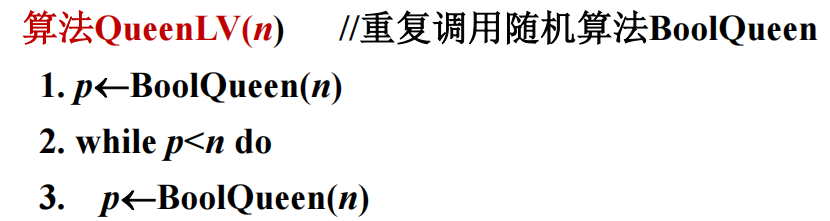 算法QueenLV(n) //重复调用随机算法BoolQueen
1. p←BoolQueen(n)
2. while p<n do
3. p←BoolQueen(n)